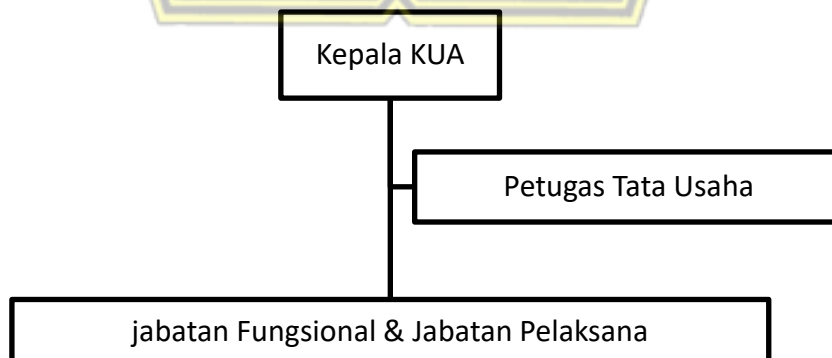 Kepala KUA
Petugas Tata Usaha
jabatan Fungsional & Jabatan Pelaksana